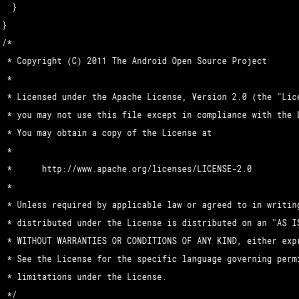 }
}
/*
* Copyright (C) 2011 The Android Open Source Project
*
* Licensed under the Apache License, Version 2.0 (the "Lice
* you may not use this file except in compliance with the
* You may obtain a copy of the License at
*
* http://www.apache.org/licenses/LICENSE-2.0
*
* Unless required by applicable law or agreed to in writing
* distributed under the License is distributed on an "AS IS
* WITHOUT WARRANTIES OR CONDITIONS OF ANY KIND, either expr
* See the License for the specific language governing permi
* limitations under the License.
*/